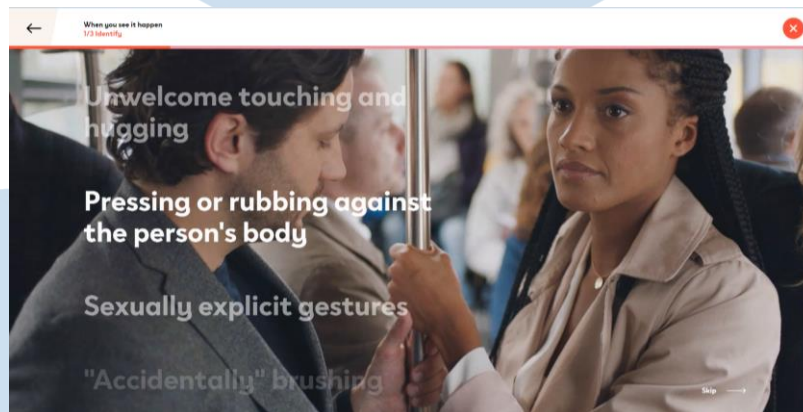 When you see it happen
1/3 Identify
Unwelcome touching and
hugging
Pressing or rubbing against
the person's body
Sexually explicit gestures
"Accidentally" brushing
Skip